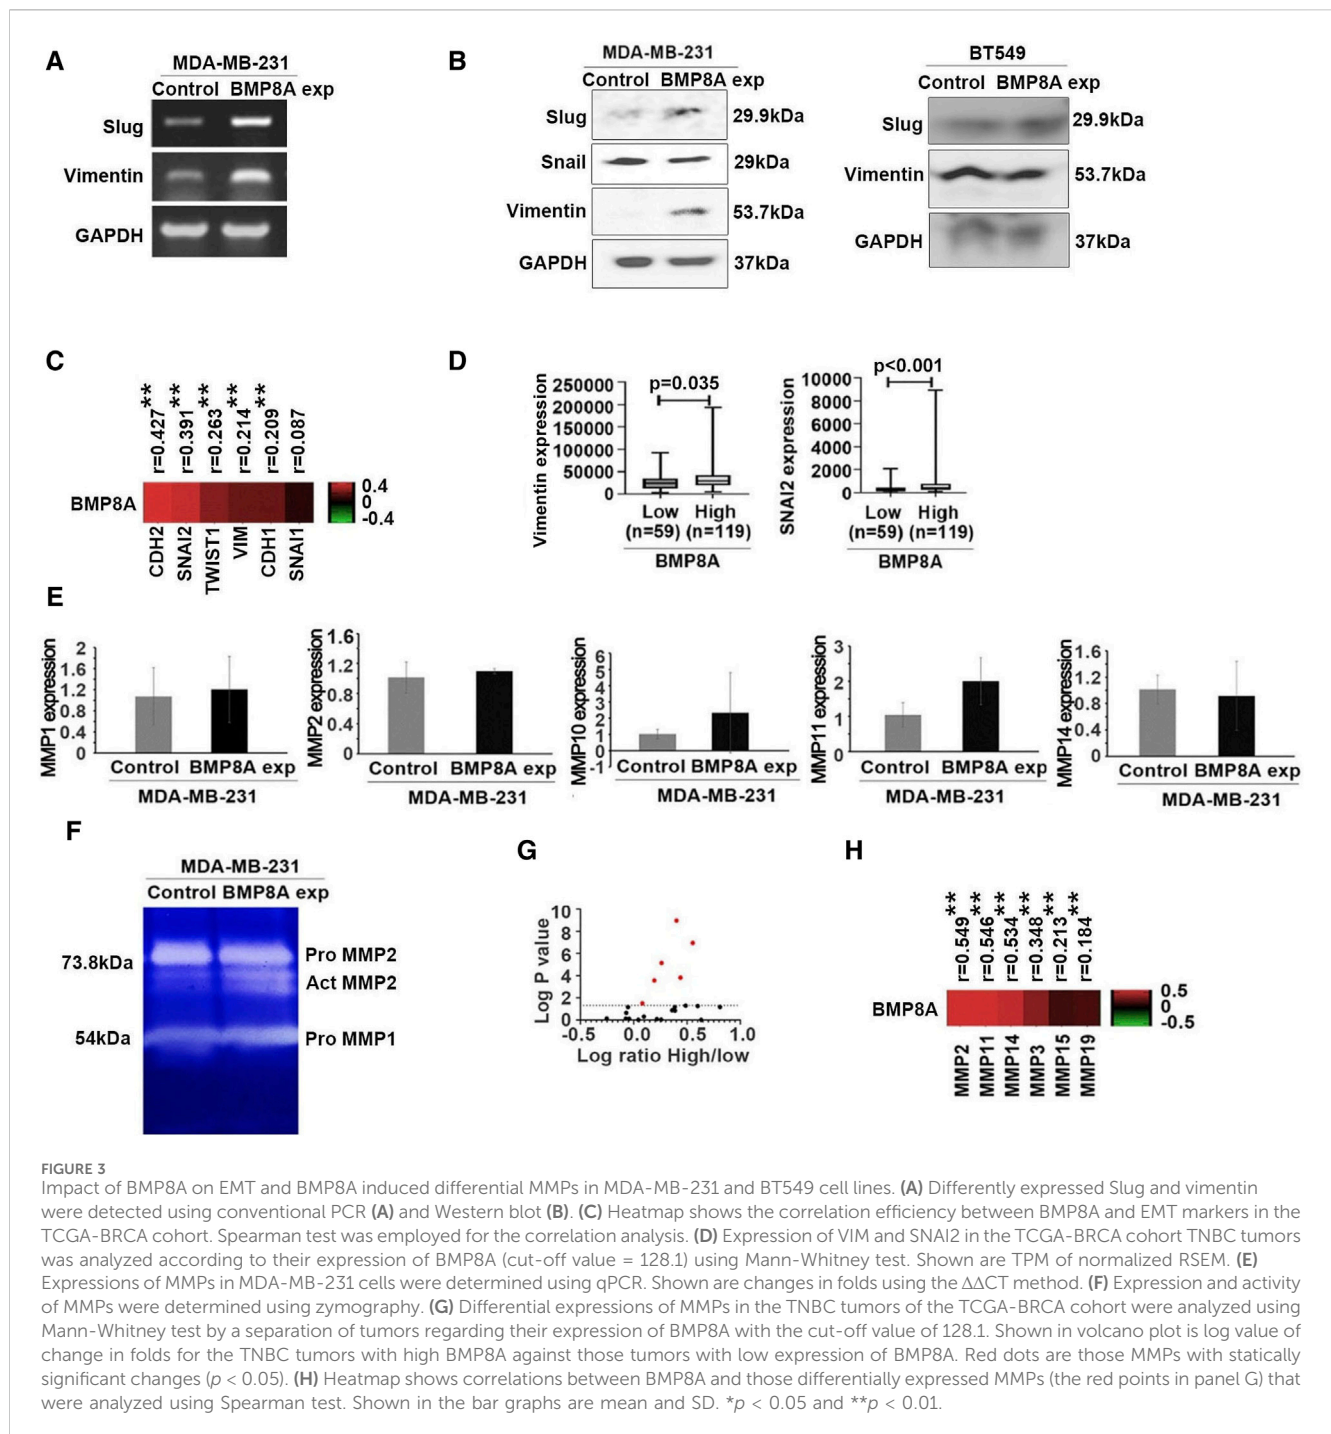 A
MDA-MB-231
Control BMP8A exp
Slug
Vimentin
GAPDH
B
MDA-MB-231
Control BMP8A exp
Slug 29.9kDa
Snail 29kDa
Vimentin 53.7kDa
GAPDH 37kDa
BT549
Control BMP8A exp
Slug 29.9kDa
Vimentin 53.7kDa
GAPDH 37kDa
C
r=0.427 **
r=0.391 **
r=0.263 **
r=0.214 **
r=0.209 **
r=0.087
BMP8A
0.4
0
-0.4
CDH2
SNAI2
TWIST1
VIM
CDH1
SNAI1
D
Vimentin expression
250000
200000
150000
100000
50000
0
p=0.035
Low High
(n=59) (n=119)
BMP8A
SNAI2 expression
10000
8000
6000
4000
2000
0
p<0.001
Low High
(n=59) (n=119)
BMP8A
E
MMP1 expression
2
1.6
1.2
0.8
0.4
0
Control BMP8A exp
MDA-MB-231
MMP2 expression
1.6
1.2
0.8
0.4
0
Control BMP8A exp
MDA-MB-231
MMP10 expression
6
5
4
3
2
1
0
-1
Control BMP8A exp
MDA-MB-231
MMP11 expression
3
2
1
0
Control BMP8A exp
MDA-MB-231
MMP14 expression
1.6
1.2
0.8
0.4
0
Control BMP8A exp
MDA-MB-231
F
MDA-MB-231
Control BMP8A exp
73.8kDa
54kDa
Pro MMP2
Act MMP2
Pro MMP1
G
Log P value
10
8
6
4
2
0
-0.5 0.0 0.5 1.0
Log ratio High/low
H
r=0.549 **
r=0.546 **
r=0.534 **
r=0.348 **
r=0.213 **
r=0.184 **
BMP8A
0.5
0
-0.5
MMP2
MMP11
MMP14
MMP3
MMP15
MMP19
FIGURE 3
Impact of BMP8A on EMT and BMP8A induced differential MMPs in MDA-MB-231 and BT549 cell lines. (A) Differently expressed Slug and vimentin
were detected using conventional PCR (A) and Western blot (B). (C) Heatmap shows the correlation efficiency between BMP8A and EMT markers in the
TCGA-BRCA cohort. Spearman test was employed for the correlation analysis. (D) Expression of VIM and SNAI2 in the TCGA-BRCA cohort TNBC tumors
was analyzed according to their expression of BMP8A (cut-off value = 128.1) using Mann-Whitney test. Shown are TPM of normalized RSEM. (E)
Expressions of MMPs in MDA-MB-231 cells were determined using qPCR. Shown are changes in folds using the ΔΔCT method. (F) Expression and activity
of MMPs were determined using zymography. (G) Differential expressions of MMPs in the TNBC tumors of the TCGA-BRCA cohort were analyzed using
Mann-Whitney test by a separation of tumors regarding their expression of BMP8A with the cut-off value of 128.1. Shown in volcano plot is log value of
change in folds for the TNBC tumors with high BMP8A against those tumors with low expression of BMP8A. Red dots are those MMPs with statically
significant changes (p < 0.05). (H) Heatmap shows correlations between BMP8A and those differentially expressed MMPs (the red points in panel G) that
were analyzed using Spearman test. Shown in the bar graphs are mean and SD. *p < 0.05 and **p < 0.01.